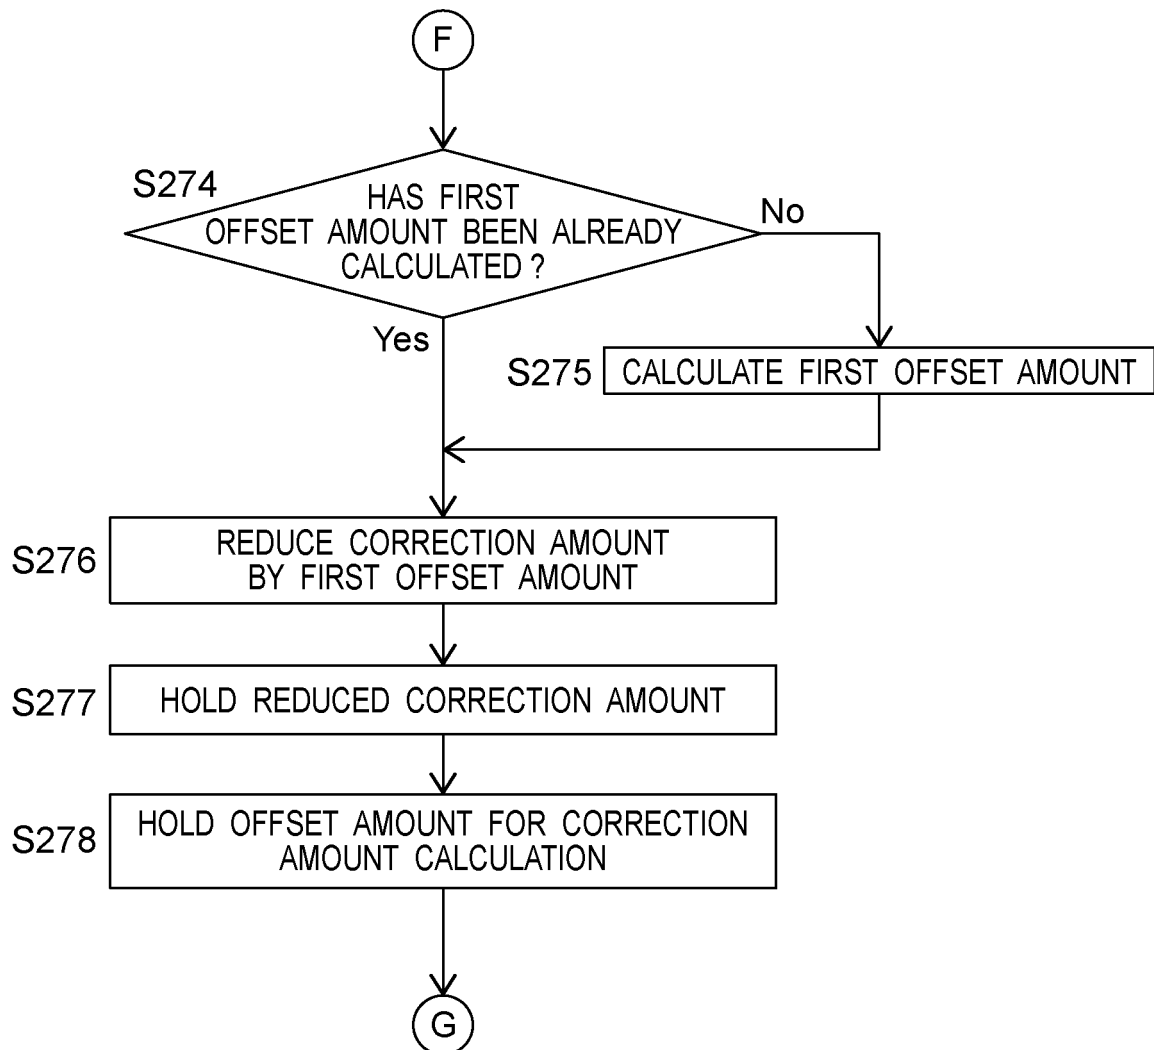 F
S274
HAS FIRST
OFFSET AMOUNT BEEN ALREADY
CALCULATED ?
No
Yes
S275
CALCULATE FIRST OFFSET AMOUNT
S276
REDUCE CORRECTION AMOUNT
BY FIRST OFFSET AMOUNT
S277
HOLD REDUCED CORRECTION AMOUNT
S278
HOLD OFFSET AMOUNT FOR CORRECTION
AMOUNT CALCULATION
G